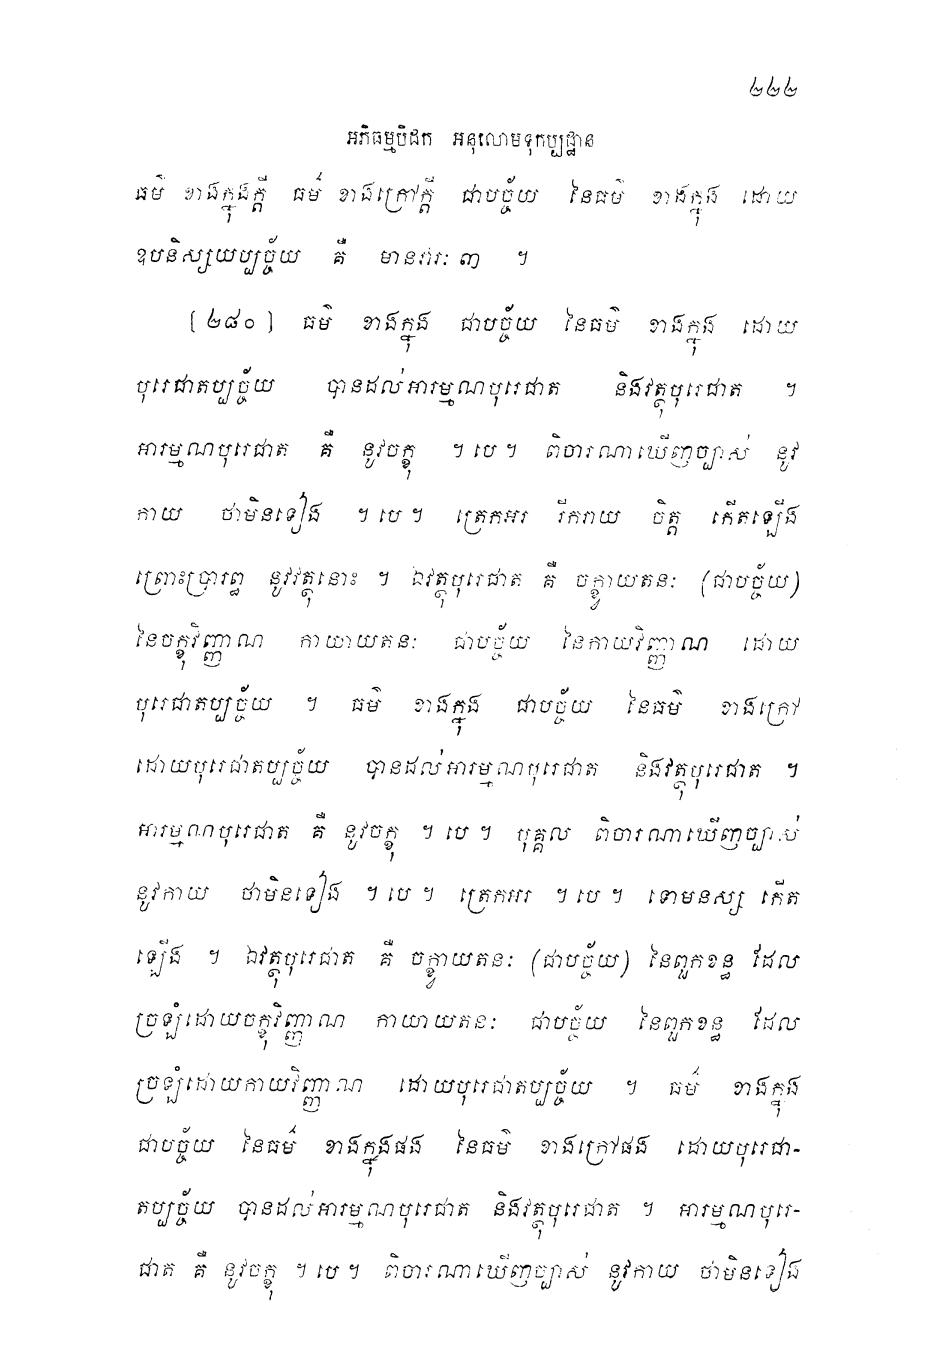 ២២២
អភិធម្មបិដក អនុលោមទុកប្បដ្ឋាន
ធម៌ ខាងក្នុងក្តី ធម៌ ខាងក្រៅក្តី ជាបច្ច័យ នៃធម៌ ខាងក្នុង ដោយ
ឧបនិស្សយប្បច្ច័យ គឺ មានវារៈ ៣ ។
[២៨០] ធម៌ ខាងក្នុង ជាបច្ច័យ នៃធម៌ ខាងក្នុង ដោយ
បុរេជាតប្បច្ច័យ បានដល់អារម្មណបុរេជាត និងវត្ថុបុរេជាត ។
អារម្មណបុរេជាត គឺ នូវចក្ខុ ។ បេ ។ ពិចារណាឃើញច្បាស់ នូវ
កាយ ថាមិនទៀង ។ បេ ។ ត្រេកអរ រីករាយ ចិត្ត កើតឡើង
ព្រោះប្រារព្ធ នូវវត្ថុនោះ ។ ឯវត្ថុបុរេជាត គឺ ចក្ខ្វាយតនៈ (ជាបច្ច័យ)
នៃចក្ខុវិញ្ញាណ កាយាយតនៈ ជាបច្ច័យ នៃកាយវិញ្ញាណ ដោយ
បុរេជាតប្បច្ច័យ ។ ធម៌ ខាងក្នុង ជាបច្ច័យ នៃធម៌ ខាងក្រៅ
ដោយបុរេជាតប្បច្ច័យ បានដល់អារម្មណបុរេជាត និងវត្ថុបុរេជាត ។
អារម្មណបុរេជាត គឺ នូវចក្ខុ ។ បេ ។ បុគ្គល ពិចារណាឃើញច្បាស់
នូវកាយ ថាមិនទៀង ។ បេ ។ ត្រេកអរ ។ បេ ។ ទោមនស្ស កើត
ឡើង ។ ឯវត្ថុបុរេជាត គឺ ចក្ខ្វាយតនៈ (ជាបច្ច័យ) នៃពួកខន្ធ ដែល
ច្រឡំដោយចក្ខុវិញ្ញាណ កាយាយតនៈ ជាបច្ច័យ នៃពួកខន្ធ ដែល
ច្រឡំដោយកាយវិញ្ញាណ ដោយបុរេជាតប្បច្ច័យ ។ ធម៌ ខាងក្នុង
ជាបច្ច័យ នៃធម៌ ខាងក្នុងផង នៃធម៌ ខាងក្រៅផង ដោយបុរេជា-
តប្បច្ច័យ បានដល់អារម្មណបុរេជាត និងវត្ថុបុរេជាត ។ អារម្មណបុរេ-
ជាត គឺ នូវចក្ខុ ។ បេ ។ ពិចារណាឃើញច្បាស់ នូវកាយ ថាមិនទៀង